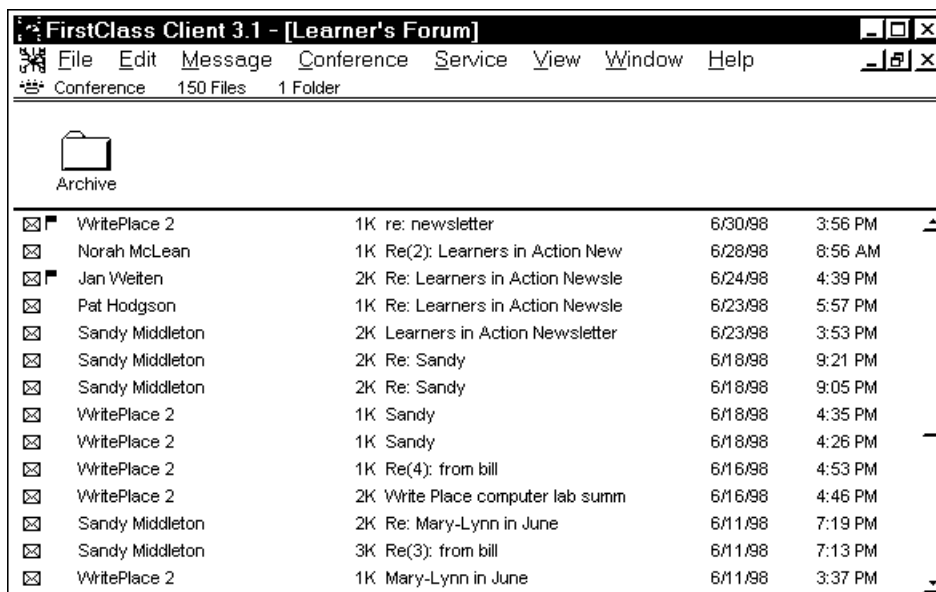 FirstClass Client 3.1 - [Learner's Forum]
File Edit Message Conference Service View Window Help
Conference 150 Files 1 Folder
Archive
WritePlace 2 1K re: newsletter 6/30/98 3:56 PM
Norah McLean 1K Re(2): Learners in Action New 6/28/98 8:56 AM
Jan Weiten 2K Re: Learners in Action Newsle 6/24/98 4:39 PM
Pat Hodgson 1K Re: Learners in Action Newsle 6/23/98 5:57 PM
Sandy Middleton 2K Learners in Action Newsletter 6/23/98 3:53 PM
Sandy Middleton 2K Re: Sandy 6/18/98 9:21 PM
Sandy Middleton 2K Re: Sandy 6/18/98 9:05 PM
WritePlace 2 1K Sandy 6/18/98 4:35 PM
WritePlace 2 1K Sandy 6/18/98 4:26 PM
WritePlace 2 1K Re(4): from bill 6/16/98 4:53 PM
WritePlace 2 2K Write Place computer lab summ 6/16/98 4:46 PM
Sandy Middleton 2K Re: Mary-Lynn in June 6/11/98 7:19 PM
Sandy Middleton 3K Re(3): from bill 6/11/98 7:13 PM
WritePlace 2 1K Mary-Lynn in June 6/11/98 3:37 PM